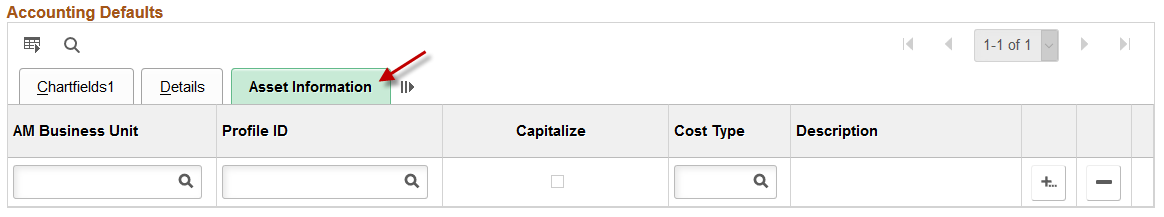 Accounting Defaults
1-1 of 1
Chartfields1 Details Asset Information
AM Business Unit Profile ID Capitalize Cost Type Description